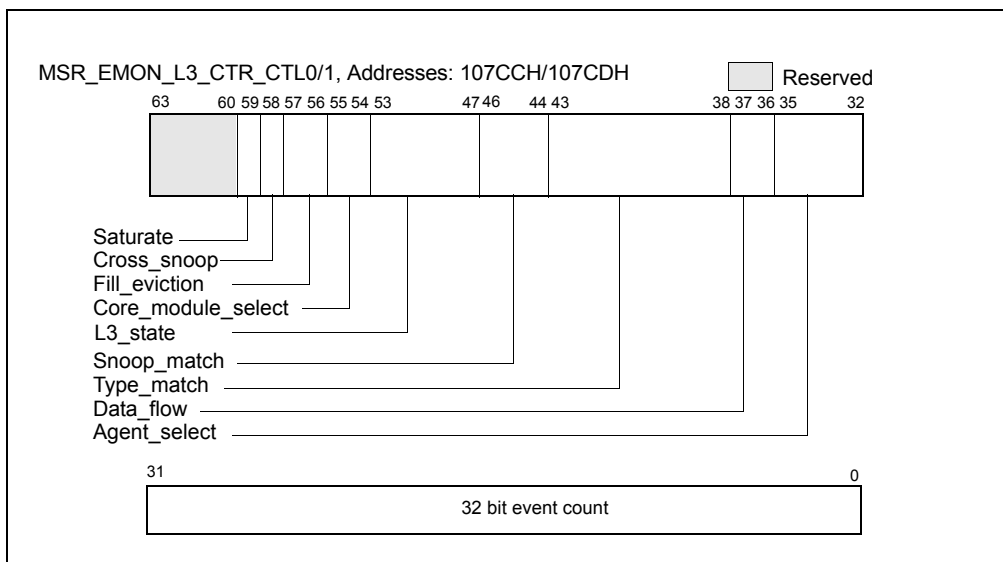 MSR_EMON_L3_CTR_CTL0/1, Addresses: 107CCH/107CDH
Reserved
63 60 59 58 57 56 55 54 53 47 46 44 43 38 37 36 35 32
Saturate
Cross_snoop
Fill_eviction
Core_module_select
L3_state
Snoop_match
Type_match
Data_flow
Agent_select
31 0
32 bit event count